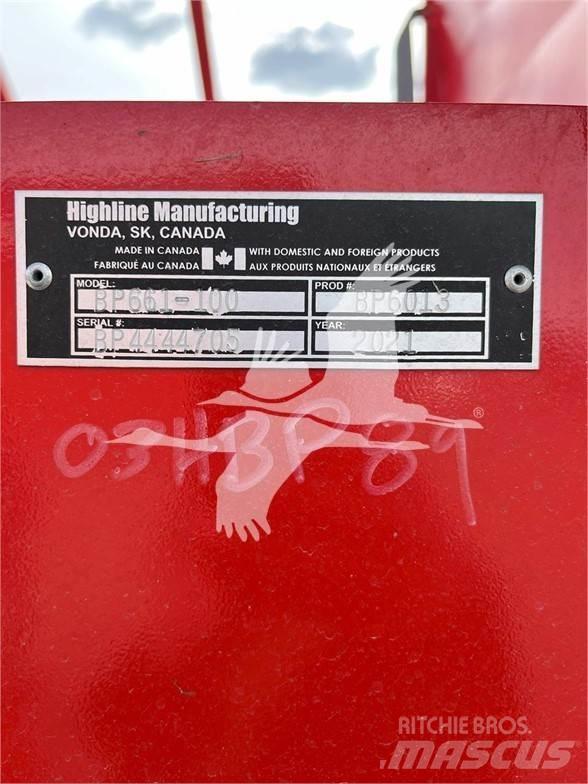 Highline Manufacturing
VONDA, SK, CANADA
MADE IN CANADA WITH DOMESTIC AND FOREIGN PRODUCTS
FABRIQUÉ AU CANADA AUX PRODUITS NATIONAUX ET ÉTRANGERS
MODEL: PROD #:
BP661-100 BP6013
SERIAL #: YEAR:
BP4444705 2021
®
03HBP89
RITCHIE BROS.
MASCUS